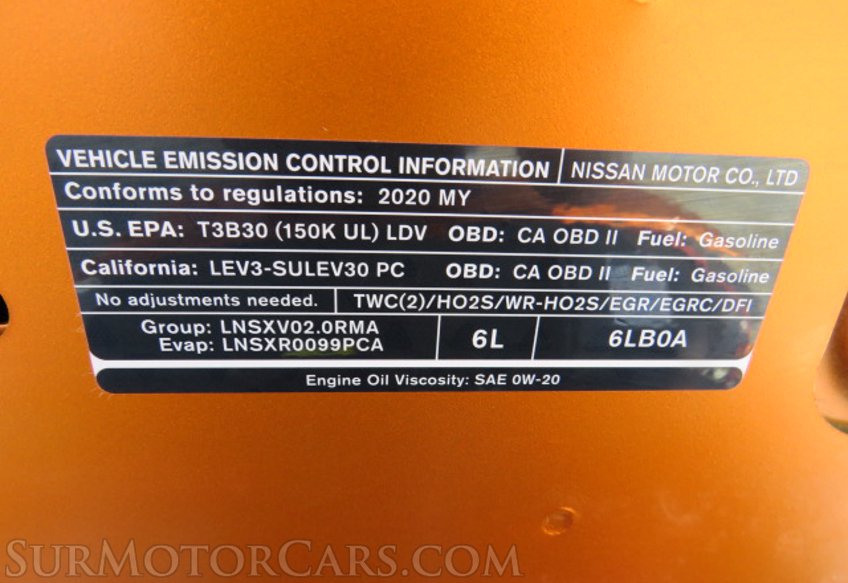 VEHICLE EMISSION CONTROL INFORMATION NISSAN MOTOR CO., LTD
Conforms to regulations: 2020 MY
U.S. EPA: T3B30 (150K UL) LDV OBD: CA OBD II Fuel: Gasoline
California: LEV3-SULEV30 PC OBD: CA OBD II Fuel: Gasoline
No adjustments needed. TWC(2)/HO2S/WR-HO2S/EGR/EGRC/DFI
Group: LNSXV02.0RMA
Evap: LNSXR0099PCA
6L 6LB0A
Engine Oil Viscosity: SAE 0W-20
SURMOTORCARS.COM